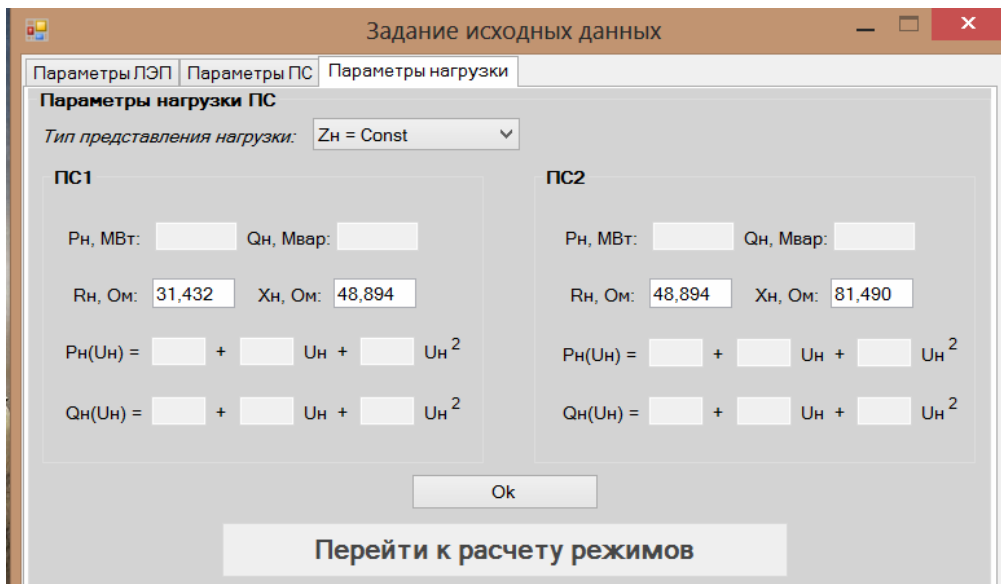 Задание исходных данных
Параметры ЛЭП Параметры ПС Параметры нагрузки
Параметры нагрузки ПС
Тип представления нагрузки: Zн = Const
ПС1
Pн, МВт: Qн, Мвар:
Rн, Ом: 31,432 Xн, Ом: 48,894
Pн(Uн) = + Uн + Uн 2
Qн(Uн) = + Uн + Uн 2
ПС2
Pн, МВт: Qн, Мвар:
Rн, Ом: 48,894 Xн, Ом: 81,490
Pн(Uн) = + Uн + Uн 2
Qн(Uн) = + Uн + Uн 2
Ok
Перейти к расчету режимов